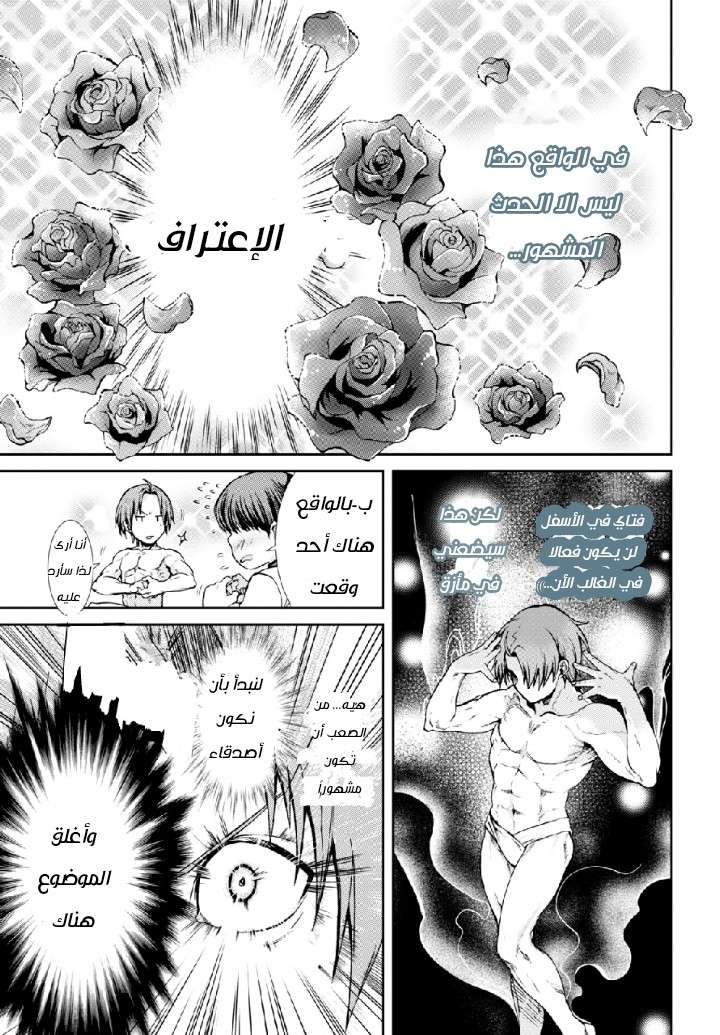 في الواقع هذا
ليس الا الحدث
المشهور...
الإعتراف
فتاي في الأسفل
لن يكون فعالا
في الغالب الآن...))
لكن هذا
سيضعني
في مأزق
ب-بالواقع
هناك أحد
وقعت
أنا أرى
لذا سأرد
عليه
هيه... من
الصعب أن
تكون
مشهوراً
لنبدأ بأن
نكون
أصدقاء
وأغلق
الموضوع
هناك